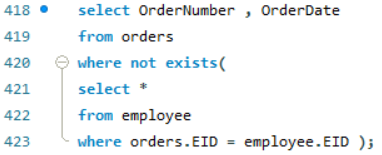 418 select OrderNumber , OrderDate
419 from orders
420 where not exists(
421 select *
422 from employee
423 where orders.EID = employee.EID );